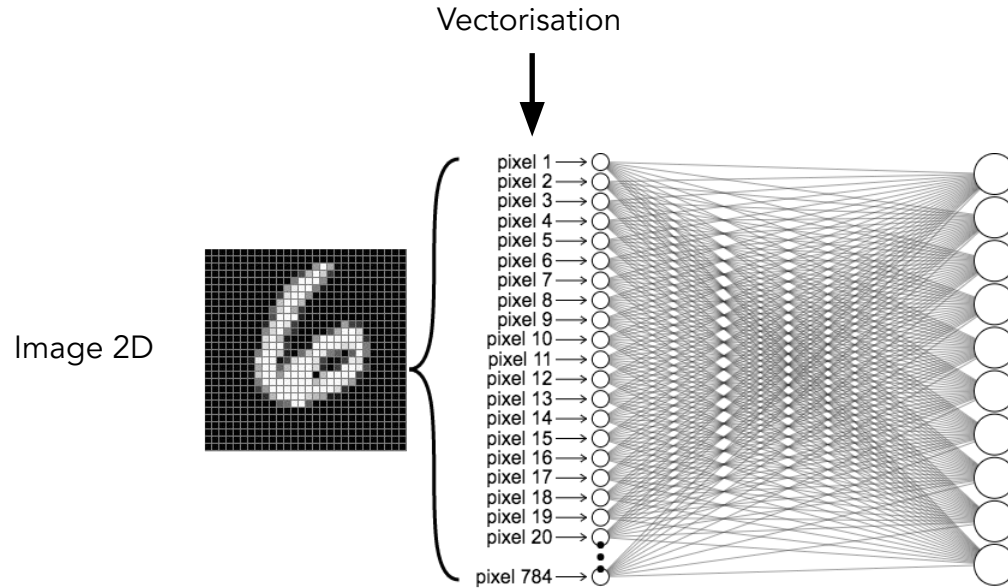 Vectorisation
Image 2D
pixel 1
pixel 2
pixel 3
pixel 4
pixel 5
pixel 6
pixel 7
pixel 8
pixel 9
pixel 10
pixel 11
pixel 12
pixel 13
pixel 14
pixel 15
pixel 16
pixel 17
pixel 18
pixel 19
pixel 20
pixel 784
6